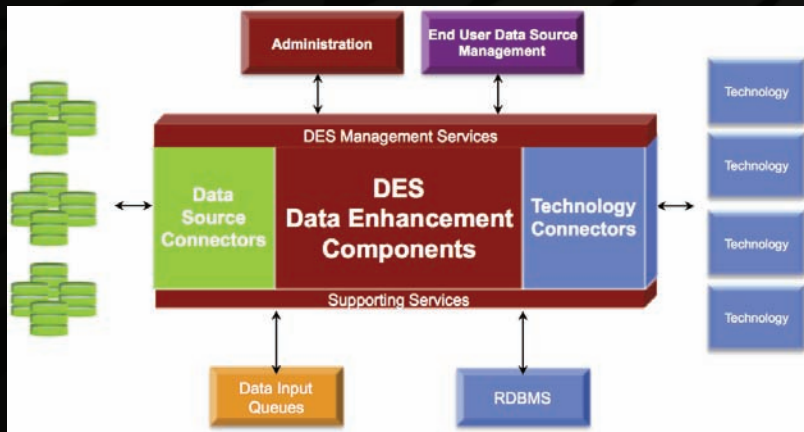 Administration
End User Data Source
Management
Technology
Technology
Technology
Technology
DES Management Services
Data
Source
Connectors
DES
Data Enhancement
Components
Technology
Connectors
Supporting Services
Data Input
Queues
RDBMS